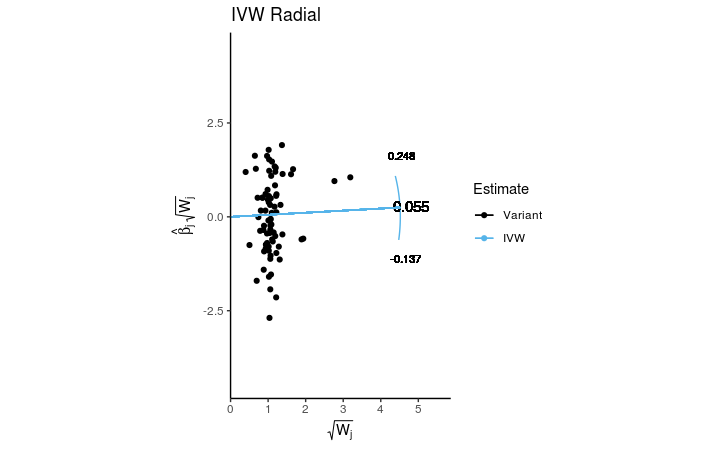 IVW Radial
2.5
0.0
-2.5
β̂j√Wj
0.248
0.055
-0.137
0 1 2 3 4 5
√Wj
Estimate
Variant
IVW